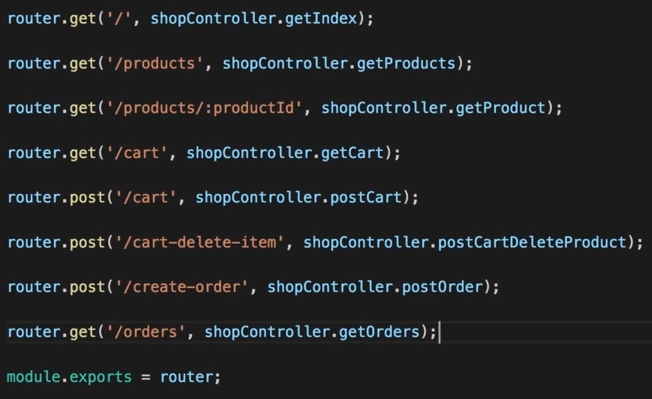 router.get('/', shopController.getIndex);
router.get('/products', shopController.getProducts);
router.get('/products/:productId', shopController.getProduct);
router.get('/cart', shopController.getCart);
router.post('/cart', shopController.postCart);
router.post('/cart-delete-item', shopController.postCartDeleteProduct);
router.post('/create-order', shopController.postOrder);
router.get('/orders', shopController.getOrders);
module.exports = router;